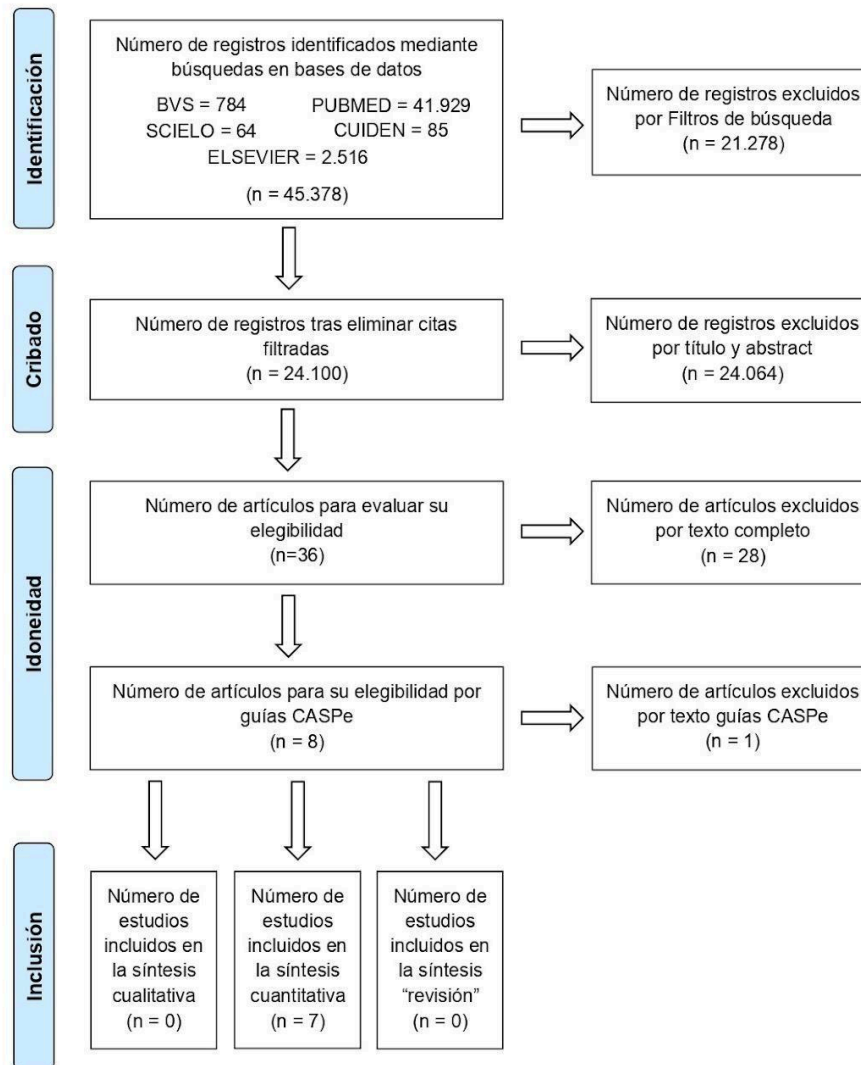 Identificación
Número de registros identificados mediante
búsquedas en bases de datos
BVS = 784 PUBMED = 41.929
SCIELO = 64 CUIDEN = 85
ELSEVIER = 2.516
(n = 45.378)
Número de registros excluidos
por Filtros de búsqueda
(n = 21.278)
Cribado
Número de registros tras eliminar citas
filtradas
(n = 24.100)
Número de registros excluidos
por título y abstract
(n = 24.064)
Idoneidad
Número de artículos para evaluar su
elegibilidad
(n=36)
Número de artículos excluidos
por texto completo
(n = 28)
Número de artículos para su elegibilidad por
guías CASPe
(n = 8)
Número de artículos excluidos
por texto guías CASPe
(n = 1)
Inclusión
Número de
estudios
incluidos en
la síntesis
cualitativa
(n = 0)
Número de
estudios
incluidos en
la síntesis
cuantitativa
(n = 7)
Número de
estudios
incluidos en
la síntesis
“revisión”
(n = 0)